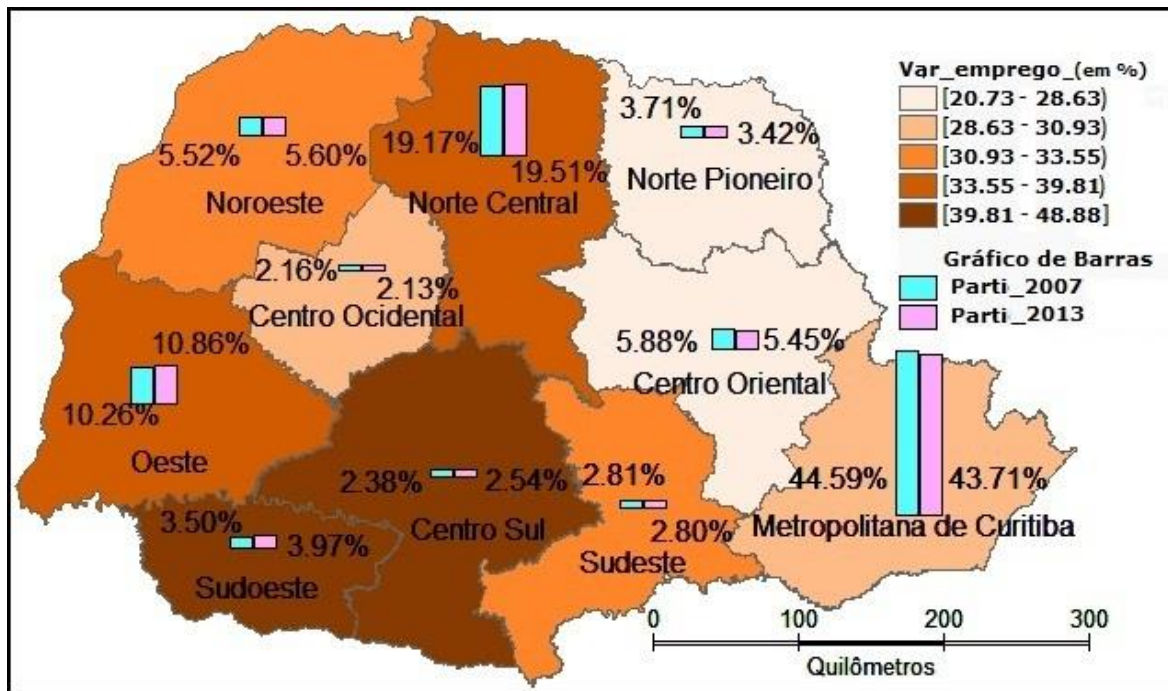 Var_emprego_(em %)
[20.73 - 28.63)
[28.63 - 30.93)
[30.93 - 33.55)
[33.55 - 39.81)
[39.81 - 48.88]
Gráfico de Barras
Parti_2007
Parti_2013
5.52% 5.60%
Noroeste
19.17% 19.51%
Norte Central
3.71% 3.42%
Norte Pioneiro
2.16% 2.13%
Centro Ocidental
5.88% 5.45%
Centro Oriental
10.86%
10.26%
Oeste
2.38% 2.54%
Centro Sul
2.81%
2.80%
Sudeste
44.59% 43.71%
Metropolitana de Curitiba
3.50% 3.97%
Sudoeste
0 100 200 300
Quilômetros